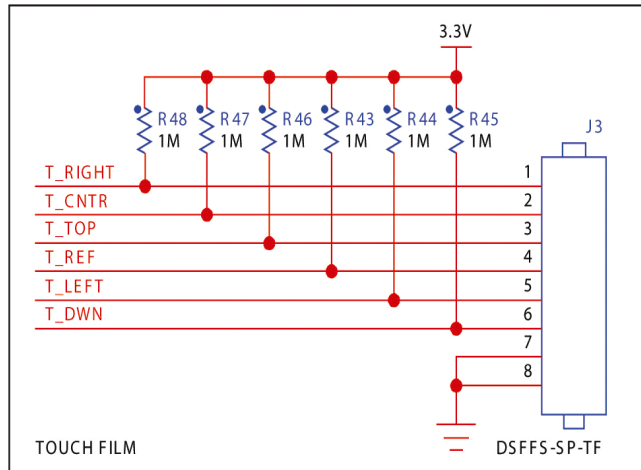 3.3V
R48 R47 R46 R43 R44 R45
1M 1M 1M 1M 1M 1M
J3
T_RIGHT 1
T_CNTR 2
T_TOP 3
T_REF 4
T_LEFT 5
T_DWN 6
7
8
TOUCH FILM DSFFS-SP-TF